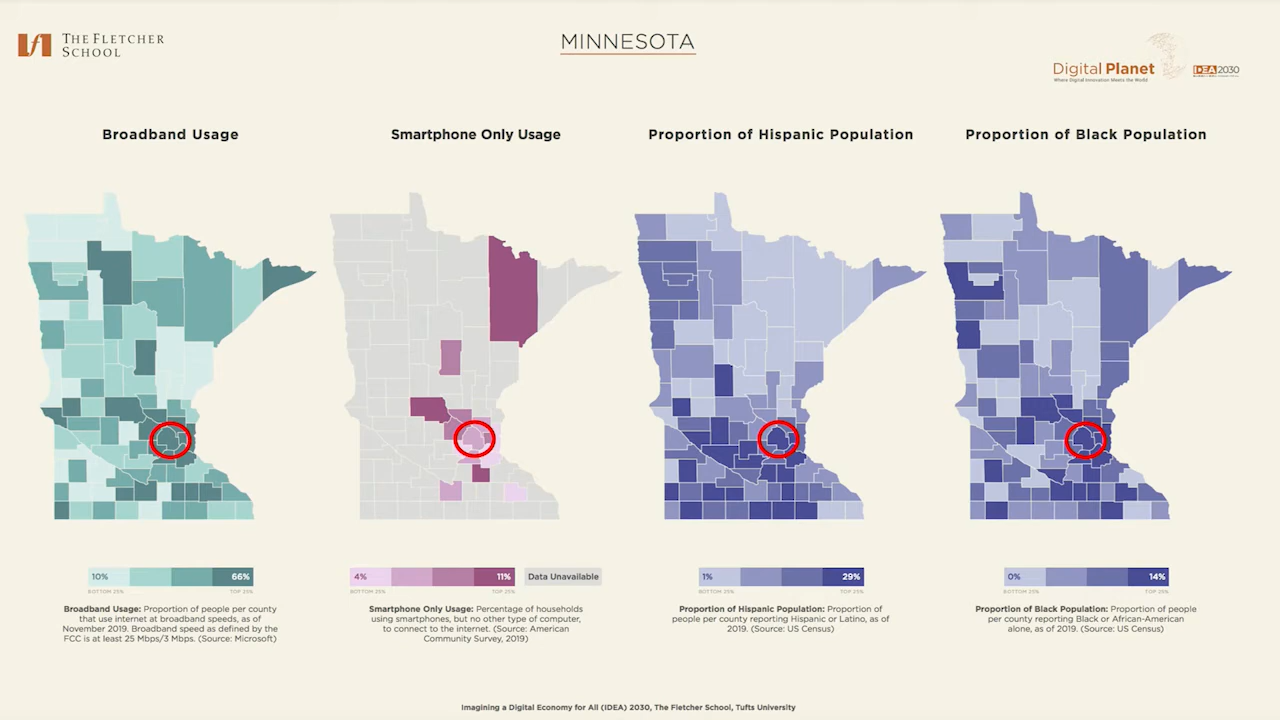 THE FLETCHER
SCHOOL
MINNESOTA
Digital Planet
Where Digital Innovation Meets the World
IDEA2030
Broadband Usage
Smartphone Only Usage
Proportion of Hispanic Population
Proportion of Black Population
10% 66%
BOTTOM 25% TOP 25%
4% 11%
BOTTOM 25% TOP 25%
Data Unavailable
1% 29%
BOTTOM 25% TOP 25%
0% 14%
BOTTOM 25% TOP 25%
Broadband Usage: Proportion of people per county
that use internet at broadband speeds, as of
November 2019. Broadband speed as defined by the
FCC is at least 25 Mbps/3 Mbps. (Source: Microsoft)
Smartphone Only Usage: Percentage of households
using smartphones, but no other type of computer,
to connect to the internet. (Source: American
Community Survey, 2019)
Proportion of Hispanic Population: Proportion of
people per county reporting Hispanic or Latino, as of
2019. (Source: US Census)
Proportion of Black Population: Proportion of people
per county reporting Black or African-American
alone, as of 2019. (Source: US Census)
Imagining a Digital Economy for All (IDEA) 2030, The Fletcher School, Tufts University